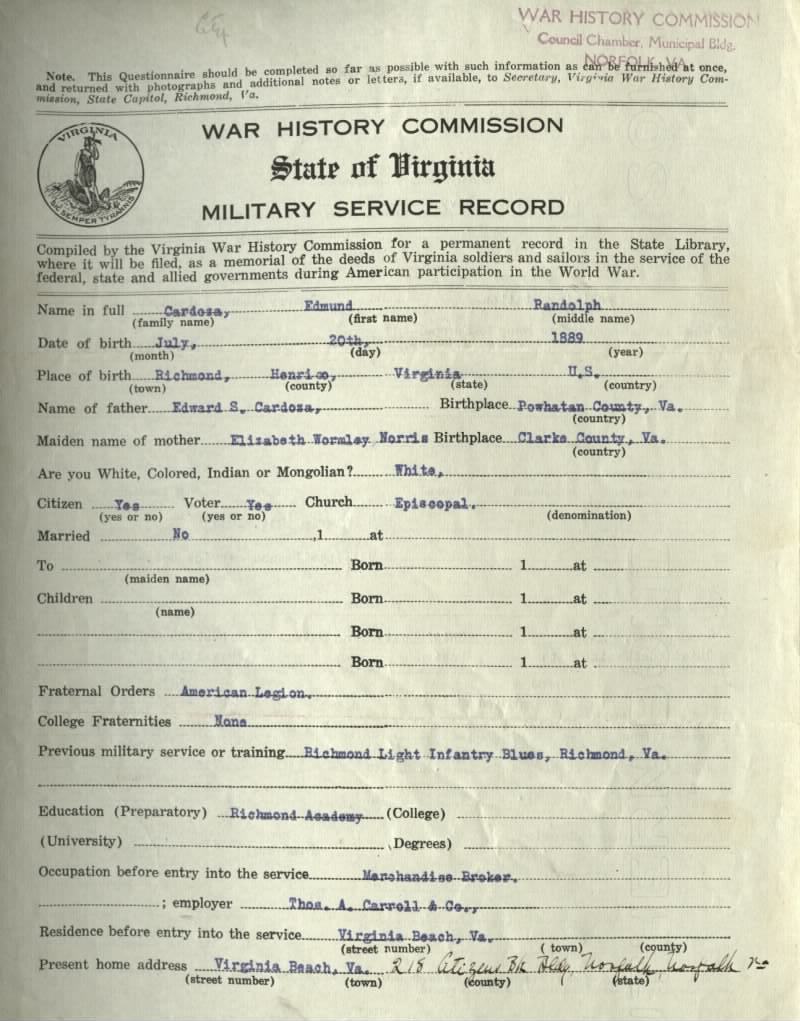 City
WAR HISTORY COMMISSION
Council Chamber, Municipal Bldg.
NORFOLK, VA.
Note. This Questionnaire should be completed so far as possible with such information as can be furnished at once,
and returned with photographs and additional notes or letters, if available, to Secretary, Virginia War History Com-
mission, State Capitol, Richmond, Va.
VIRGINIA
SIC SEMPER TYRANNIS
WAR HISTORY COMMISSION
State of Virginia
MILITARY SERVICE RECORD
Compiled by the Virginia War History Commission for a permanent record in the State Library,
where it will be filed, as a memorial of the deeds of Virginia soldiers and sailors in the service of the
federal, state and allied governments during American participation in the World War.
Name in full Cardoza, Edmund Randolph
(family name) (first name) (middle name)
Date of birth July, 20th, 1889
(month) (day) (year)
Place of birth Richmond, Henrico, Virginia U.S.
(town) (county) (state) (country)
Name of father Edward S. Cardoza, Birthplace Powhatan County, Va.
(country)
Maiden name of mother Elizabeth Wormley Norris Birthplace Clarke County, Va.
(country)
Are you White, Colored, Indian or Mongolian? White,
Citizen Yes Voter Yes Church Episcopal.
(yes or no) (yes or no) (denomination)
Married No ,1 at
To Born 1 at
(maiden name)
Children Born 1 at
(name)
Born 1 at
Born 1 at
Fraternal Orders American Legion.
College Fraternities None
Previous military service or training Richmond Light Infantry Blues, Richmond, Va.
Education (Preparatory) Richmond Academy (College)
(University) , Degrees)
Occupation before entry into the service Merchandise Broker.
; employer Thos. A. Carroll & Co.,
Residence before entry into the service Virginia Beach, Va.
(street number) (town) (county)
Present home address Virginia Beach, Va. 218 Citizens Bk Bldg, Norfolk, Norfolk Va
(street number) (town) (county) (state)